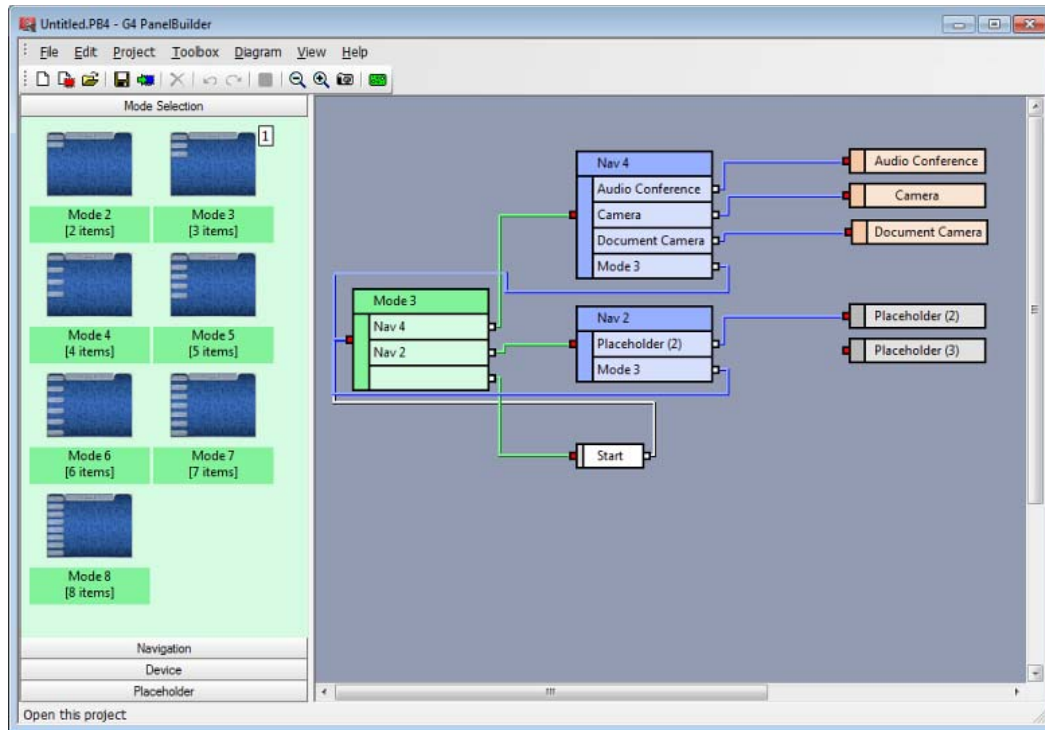 Untitled.PB4 - G4 PanelBuilder
File Edit Project Toolbox Diagram View Help
Mode Selection
1
Mode 2
[2 items]
Mode 3
[3 items]
Mode 4
[4 items]
Mode 5
[5 items]
Mode 6
[6 items]
Mode 7
[7 items]
Mode 8
[8 items]
Navigation
Device
Placeholder
Mode 3
Nav 4
Nav 2
Nav 4
Audio Conference
Camera
Document Camera
Mode 3
Nav 2
Placeholder (2)
Mode 3
Start
Audio Conference
Camera
Document Camera
Placeholder (2)
Placeholder (3)
Open this project